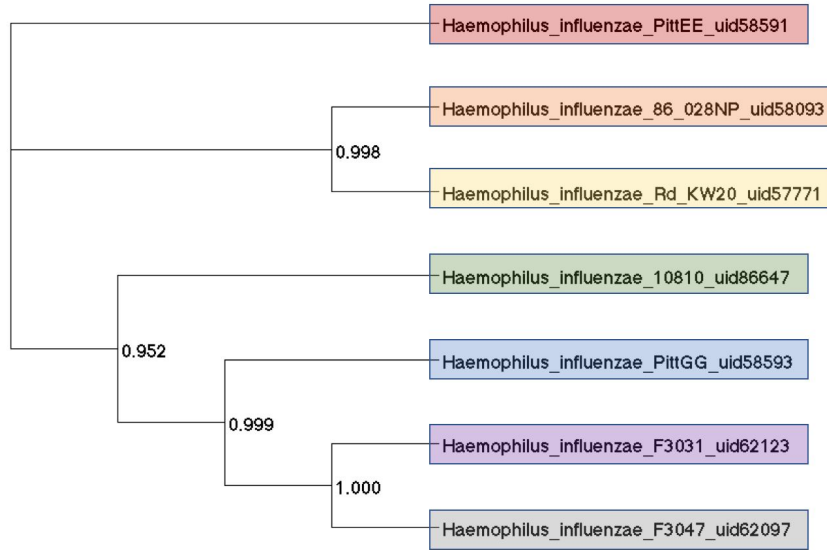 Haemophilus_influenzae_PittEE_uid58591
Haemophilus_influenzae_86_028NP_uid58093
0.998
Haemophilus_influenzae_Rd_KW20_uid57771
Haemophilus_influenzae_10810_uid86647
0.952
Haemophilus_influenzae_PittGG_uid58593
0.999
Haemophilus_influenzae_F3031_uid62123
1.000
Haemophilus_influenzae_F3047_uid62097